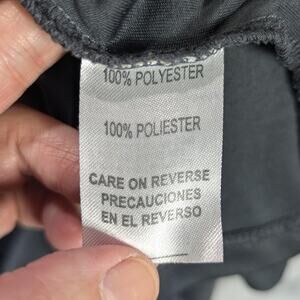 100% POLYESTER
100% POLIESTER
CARE ON REVERSE
PRECAUCIONES
EN EL REVERSO